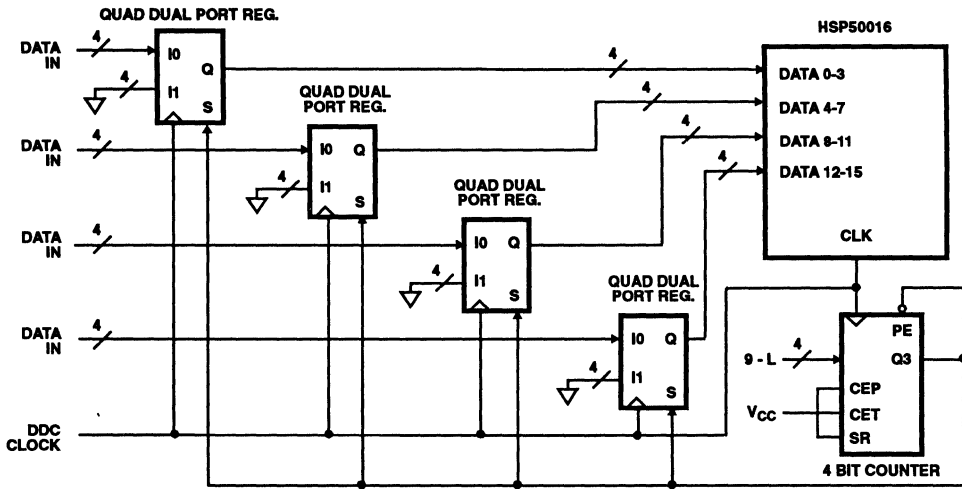 QUAD DUAL PORT REG.
HSP50016
DATA IN
4
I0
Q
4
I1
S
4
DATA 0-3
QUAD DUAL
PORT REG.
4
DATA 4-7
DATA IN
4
I0
Q
4
I1
S
4
DATA 8-11
QUAD DUAL
PORT REG.
4
DATA 12-15
DATA IN
4
I0
Q
4
I1
S
CLK
QUAD DUAL
PORT REG.
DATA IN
4
I0
Q
4
I1
S
PE
9 - L
4
Q3
CEP
VCC
CET
SR
DDC
CLOCK
4 BIT COUNTER